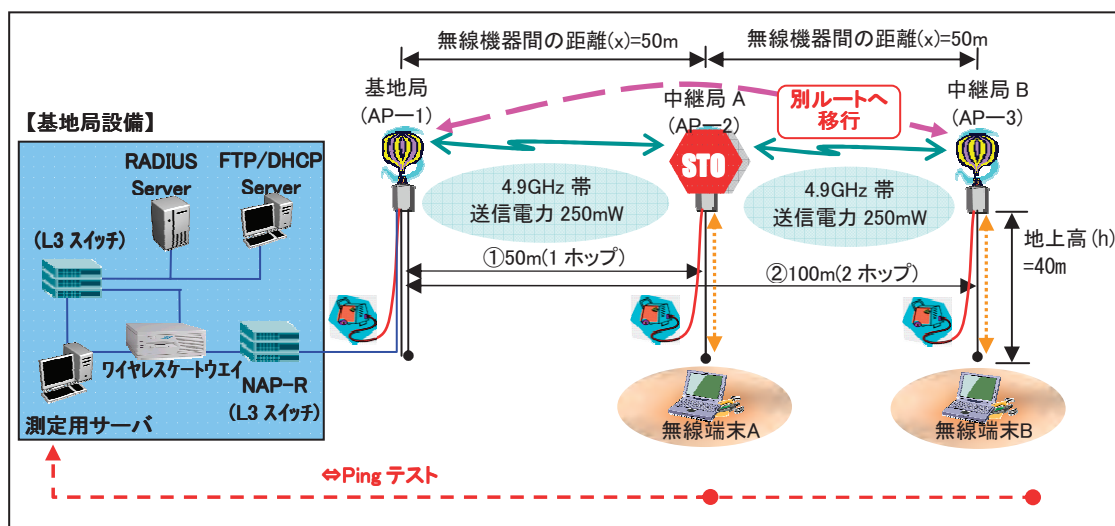 無線機器間の距離(x)=50m
無線機器間の距離(x)=50m
基地局
(AP－1)
中継局 A
(AP－2)
別ルートへ
移行
中継局 B
(AP－3)
【基地局設備】
RADIUS
Server
FTP/DHCP
Server
STO
4.9GHz 帯
送信電力 250mW
4.9GHz 帯
送信電力 250mW
(L3 スイッチ)
地上高(h)
=40m
①50m(1 ホップ)
②100m(2 ホップ)
ワイヤレスケートウエイ
NAP-R
(L3 スイッチ)
測定用サーバ
無線端末A
無線端末B
⇔Ping テスト